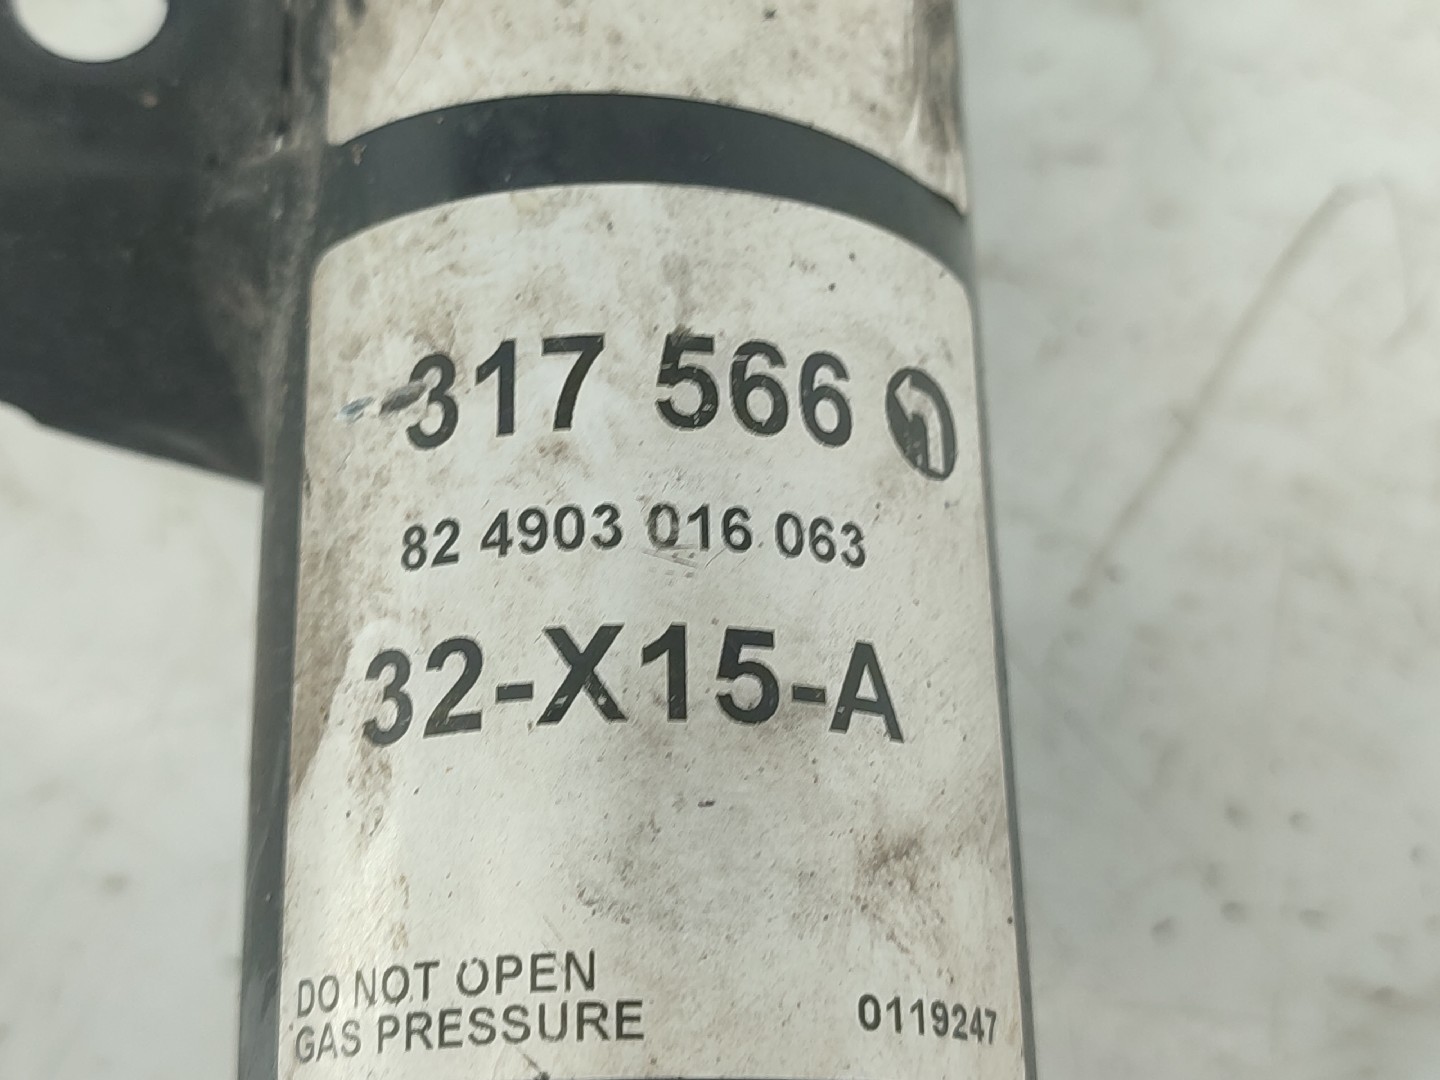 317 566
82 4903 016 063
32-X15-A
DO NOT OPEN
GAS PRESSURE
0119247